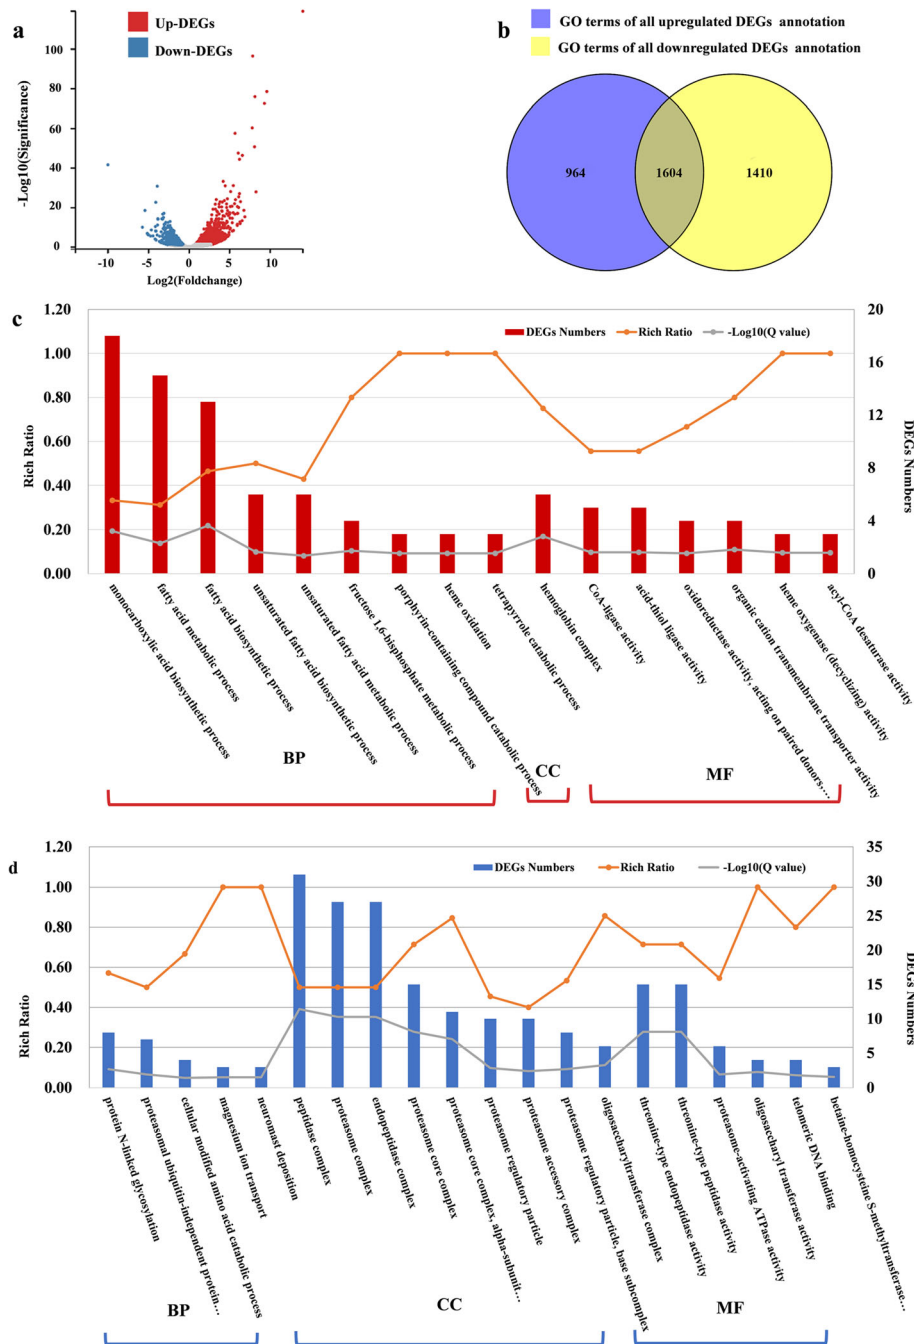 a
Up-DEGs
Down-DEGs
-Log10(Significance)
100
80
60
40
20
0
-10
-5
0
5
10
Log2(Foldchange)
b
GO terms of all upregulated DEGs annotation
GO terms of all downregulated DEGs annotation
964
1604
1410
c
1.20
1.00
0.80
0.60
0.40
0.20
0.00
Rich Ratio
DEGs Numbers
Rich Ratio
-Log10(Q value)
20
16
12
8
4
0
DEGs Numbers
monocarboxylic acid biosynthetic process
fatty acid metabolic process
fatty acid biosynthetic process
unsaturated fatty acid biosynthetic process
unsturated fatty acid metabolic process
fructose 1,6-bisphosphate metabolic process
porphyrin-containing compound catabolic process
heme oxidation
tetrapyrrole catabolic process
hemoglobin complex
CoA-ligase activity
acid-thiol ligase activity
oxidoreductase activity, acting on paired donors….
organic cation transmembrane transporter activity
heme oxygenase (decyclizing) activity
acyl-CoA desaturase activity
BP
CC
MF
d
1.20
1.00
0.80
0.60
0.40
0.20
0.00
Rich Ratio
DEGs Numbers
Rich Ratio
-Log10(Q value)
35
30
25
20
15
10
5
0
DEGs Numbers
protein N-linked glycosylation
proteasomal ubiquitin-independent protein…
cellular modified amino acid catabolic process
magnesium ion transport
neuromast deposition
peptidase complex
proteasome complex
endopeptidase complex
proteasome core complex
proteasome core complex, alpha-subunit…
proteasome regulatory particle
proteasome accessory complex
proteasome regulatory particle, base subcomplex
oligosaccharyltransferase complex
threonine-type endopeptidase activity
threonine-type peptidase activity
proteasome-activating ATPase activity
oligosaccharyl transferase activity
telomeric DNA binding
betaine-homocysteine S-methyltransferase…
BP
CC
MF